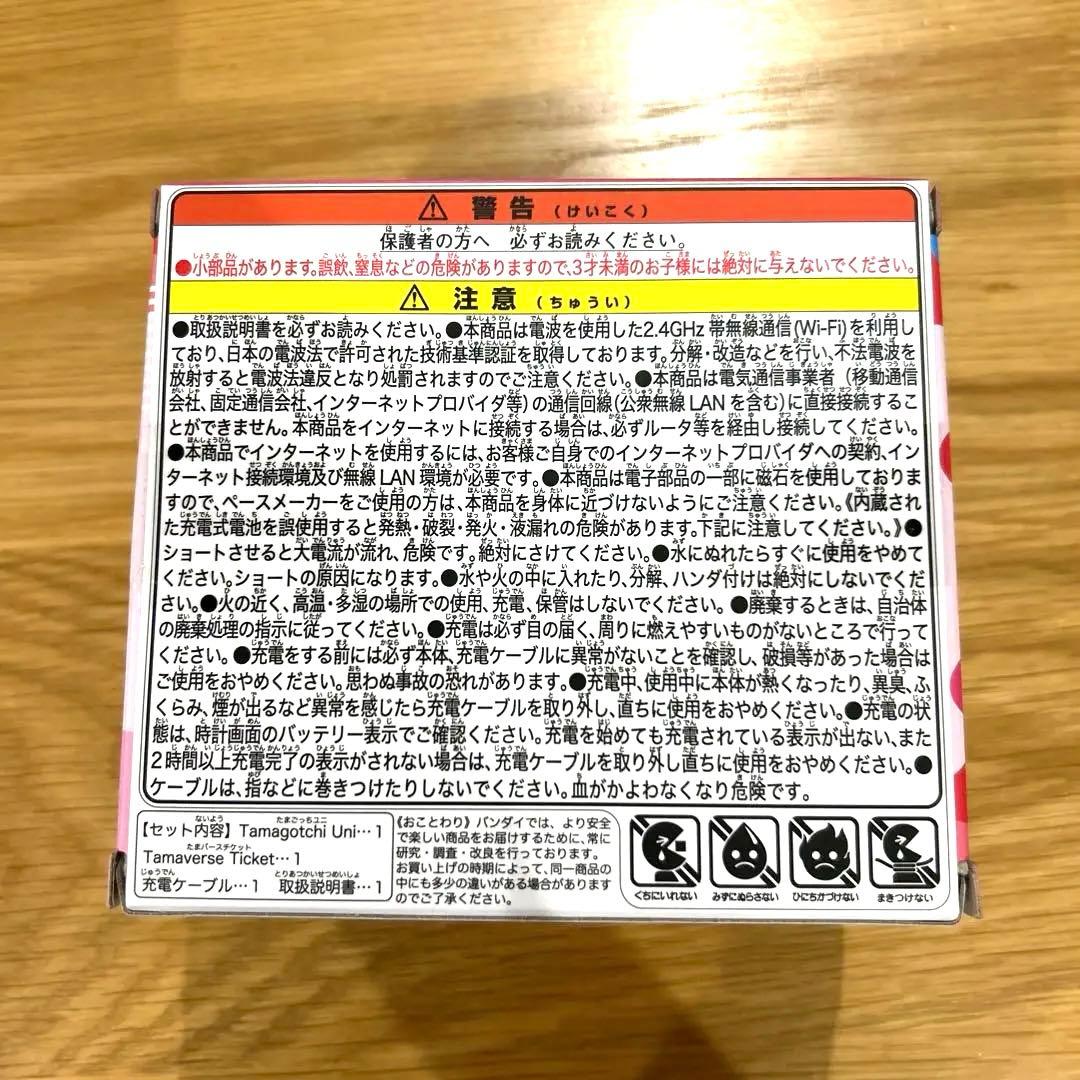 ⚠ 警告（けいこく）
保護者の方へ 必ずお読みください。
●小部品があります。誤飲、窒息などの危険がありますので、3才未満のお子様には絶対に与えないでください。
⚠ 注意（ちゅうい）
●取扱説明書を必ずお読みください。●本商品は電波を使用した2.4GHz 帯無線通信(Wi-Fi)を利用し
ており、日本の電波法で許可された技術基準認証を取得しております。分解・改造などを行い、不法電波を
放射すると電波法違反となり処罰されますのでご注意ください。●本商品は電気通信事業者（移動通信
会社、固定通信会社、インターネットプロバイダ等)の通信回線(公衆無線 LAN を含む)に直接接続するこ
とができません。本商品をインターネットに接続する場合は、必ずルータ等を経由し接続してください。
●本商品でインターネットを使用するには、お客様ご自身でのインターネットプロバイダへの契約、イン
ターネット接続環境及び無線 LAN 環境が必要です。●本商品は電子部品の一部に磁石を使用しておりま
すので、ペースメーカーをご使用の方は、本商品を身体に近づけないようにご注意ください。《内蔵され
た充電式電池を誤使用すると発熱・破裂・発火・液漏れの危険があります。下記に注意してください。》●
ショートさせると大電流が流れ、危険です。絶対にさけてください。●水にぬれたらすぐに使用をやめて
ください。ショートの原因になります。●水や火の中に入れたり、分解、ハンダ付けは絶対にしないでくだ
さい。●火の近く、高温・多湿の場所での使用、充電、保管はしないでください。●廃棄するときは、自治体
の廃棄処理の指示に従ってください。●充電は必ず目の届く、周りに燃えやすいものがないところで行って
ください。●充電をする前には必ず本体、充電ケーブルに異常がないことを確認し、破損等があった場合は
ご使用をおやめください。思わぬ事故の恐れがあります。●充電中、使用中に本体が熱くなったり、異臭、ふ
くらみ、煙が出るなど異常を感じたら充電ケーブルを取り外し、直ちに使用をおやめください。●充電の状
態は、時計画面のバッテリー表示でご確認ください。充電を始めても充電されている表示が出ない、また
2時間以上充電完了の表示がされない場合は、充電ケーブルを取り外し直ちに使用をおやめください。●
ケーブルは、指などに巻きつけたりしないでください。血がかよわなくなり危険です。
【セット内容】Tamagotchi Uni…1
Tamaverse Ticket…1
充電ケーブル…1 取扱説明書…1
《おことわり》バンダイでは、より安全
で楽しい商品をお届けするために、常に
研究・調査・改良を行っております。
お買い上げの時期によって、同一商品の
中にも多少の違いがある場合があります
のでご了承ください。
くちにいれない みずにぬらさない ひにちかづけない まきつけない